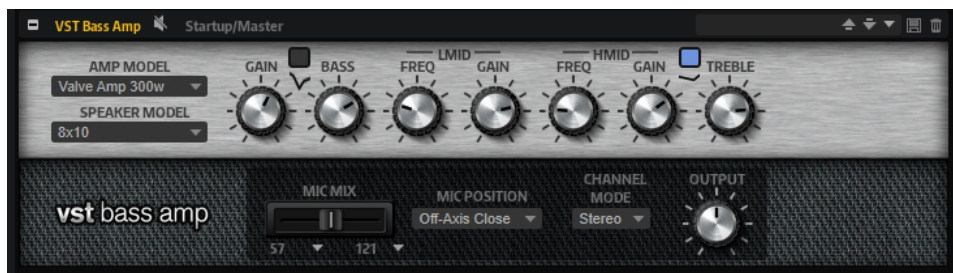 VST Bass Amp Startup/Master
AMP MODEL
Valve Amp 300w
SPEAKER MODEL
8x10
GAIN BASS
LMID
FREQ GAIN
HMID
FREQ GAIN
TREBLE
vst bass amp
MIC MIX
57 121
MIC POSITION
Off-Axis Close
CHANNEL
MODE
Stereo
OUTPUT